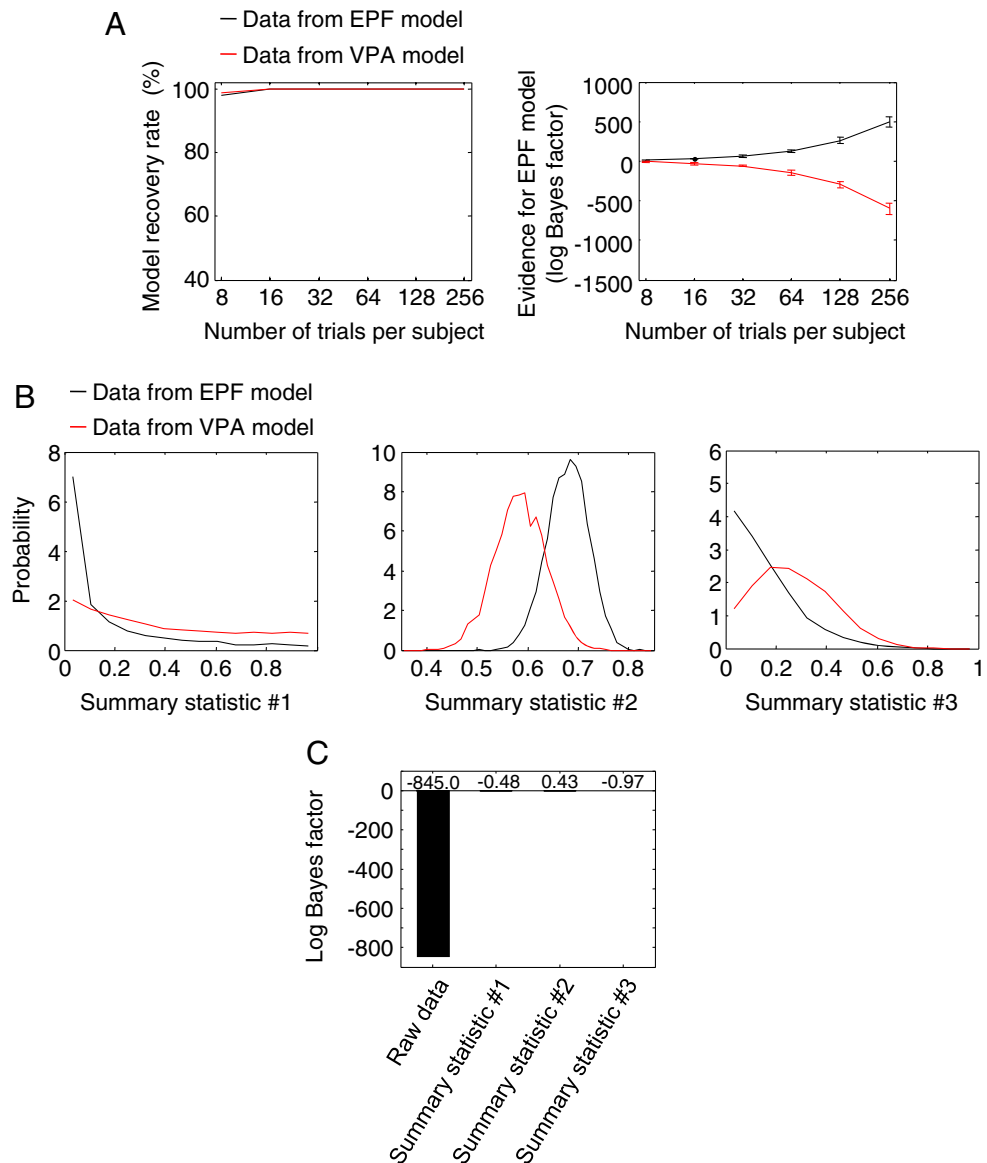 A
Data from EPF model
Data from VPA model
Model recovery rate (%)
100
80
60
40
8 16 32 64 128 256
Number of trials per subject
Evidence for EPF model
(log Bayes factor)
1000
500
0
-500
-1000
-1500
8 16 32 64 128 256
Number of trials per subject
B
Data from EPF model
Data from VPA model
Probability
8
6
4
2
0
0 0.2 0.4 0.6 0.8
Summary statistic #1
10
8
6
4
2
0
0.4 0.5 0.6 0.7 0.8
Summary statistic #2
6
5
4
3
2
1
0
0 0.2 0.4 0.6 0.8 1
Summary statistic #3
C
Log Bayes factor
-845.0 -0.48 0.43 -0.97
0
-200
-400
-600
-800
Raw data
Summary statistic #1
Summary statistic #2
Summary statistic #3